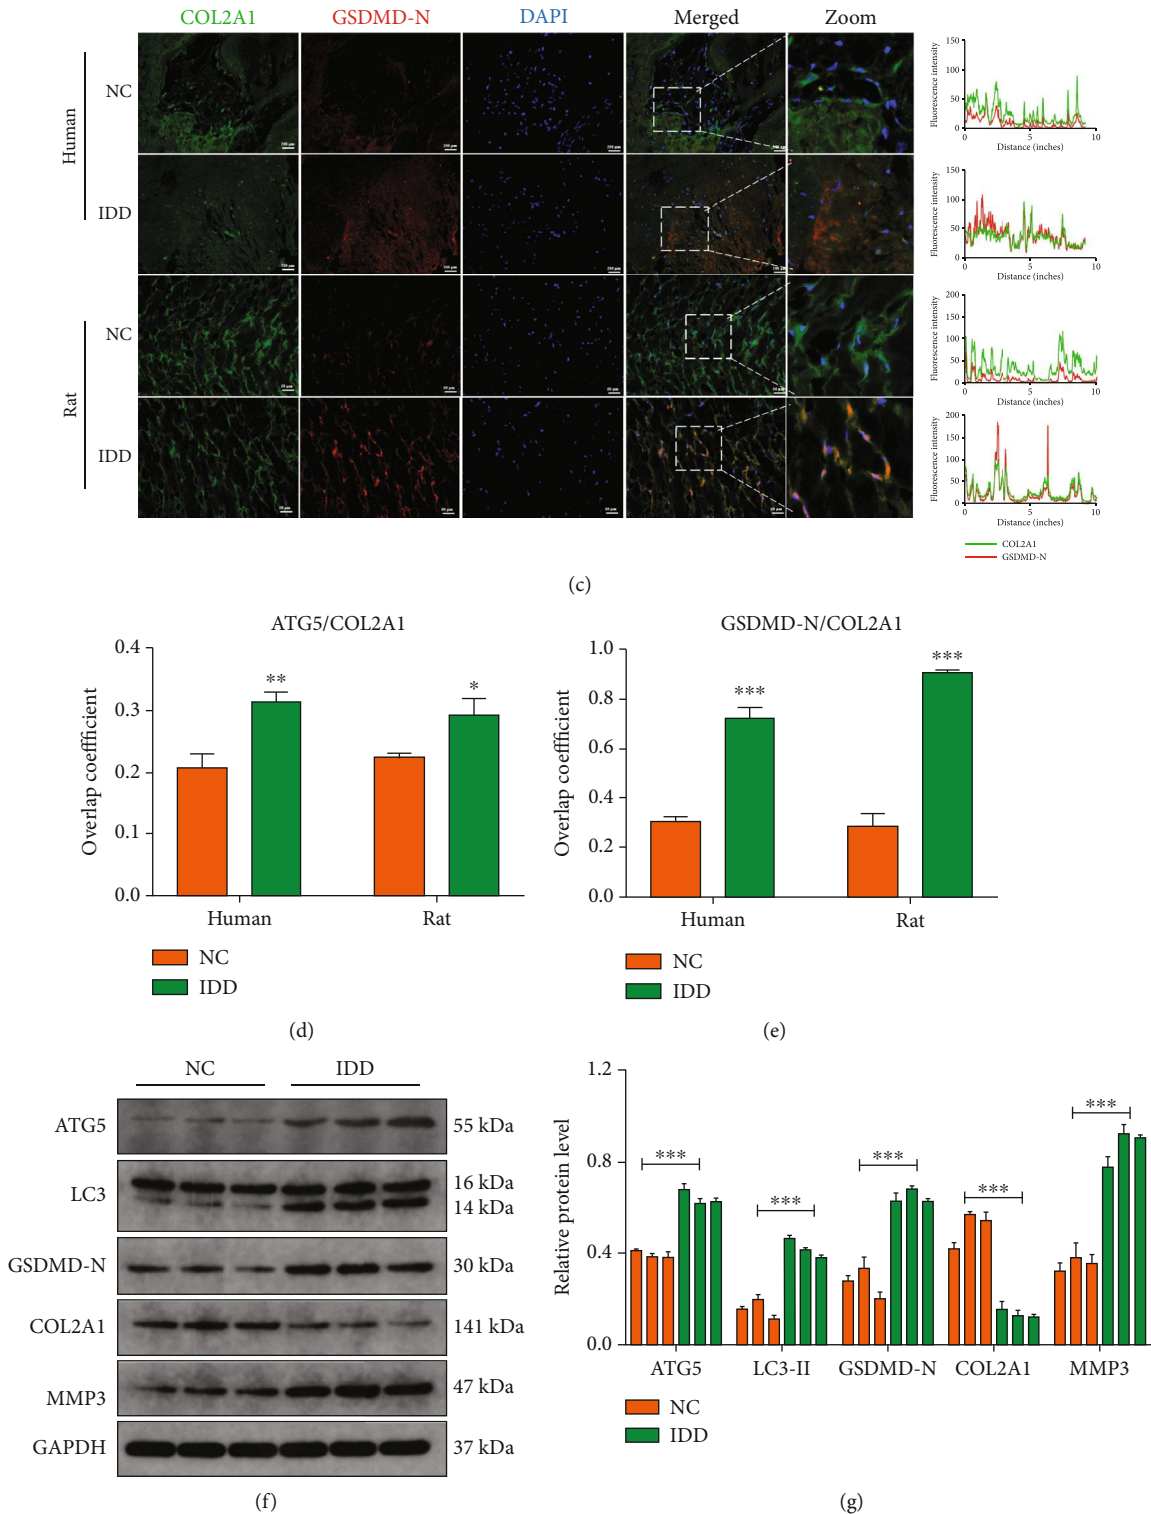 COL2A1 GSDMD-N DAPI Merged Zoom
Human
NC
IDD
Rat
NC
IDD
200 μm
50 μm
Fluorescence intensity
150
100
50
0
0 5 10
Distance (inches)
Fluorescence intensity
150
100
50
0
0 5 10
Distance (inches)
Fluorescence intensity
200
150
100
50
0
0 5 10
Distance (inches)
Fluorescence intensity
200
150
100
50
0
0 5 10
Distance (inches)
COL2A1
GSDMD-N
(c)
ATG5/COL2A1
Overlap coeffficient
0.4
0.3
0.2
0.1
0.0
** *
Human Rat
NC
IDD
(d)
GSDMD-N/COL2A1
Overlap coefficient
1.0
0.8
0.6
0.4
0.2
0.0
*** ***
Human Rat
NC
IDD
(e)
NC IDD
ATG5 55 kDa
LC3 16 kDa
14 kDa
GSDMD-N 30 kDa
COL2A1 141 kDa
MMP3 47 kDa
GAPDH 37 kDa
(f)
Relative protein level
1.2
0.8
0.4
0.0
*** *** *** *** ***
ATG5 LC3-II GSDMD-N COL2A1 MMP3
NC
IDD
(g)